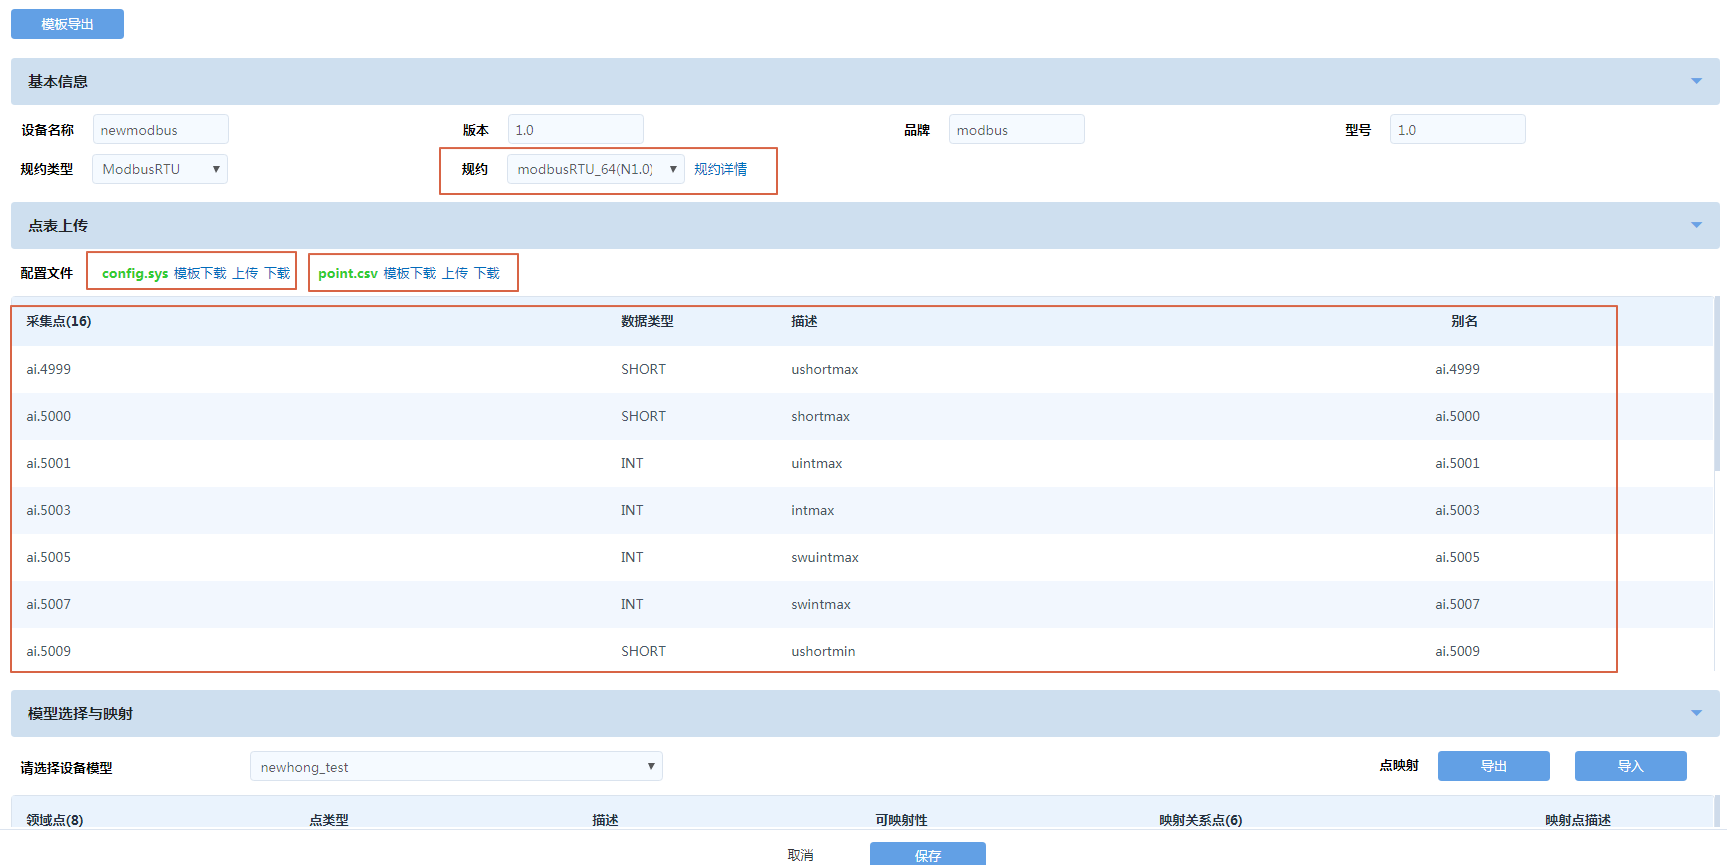 模板导出
基本信息
设备名称 newmodbus 版本 1.0 品牌 modbus 型号 1.0
规约类型 ModbusRTU 规约 modbusRTU_64(N1.0) 规约详情
点表上传
配置文件 config.sys 模板下载 上传 下载 point.csv 模板下载 上传 下载
采集点(16) 数据类型 描述 别名
ai.4999 SHORT ushortmax ai.4999
ai.5000 SHORT shortmax ai.5000
ai.5001 INT uintmax ai.5001
ai.5003 INT intmax ai.5003
ai.5005 INT swuintmax ai.5005
ai.5007 INT swintmax ai.5007
ai.5009 SHORT ushortmin ai.5009
模型选择与映射
请选择设备模型 newhong_test 点映射 导出 导入
领域点(8) 点类型 描述 可映射性 映射关系点(6) 映射点描述
取消 保存